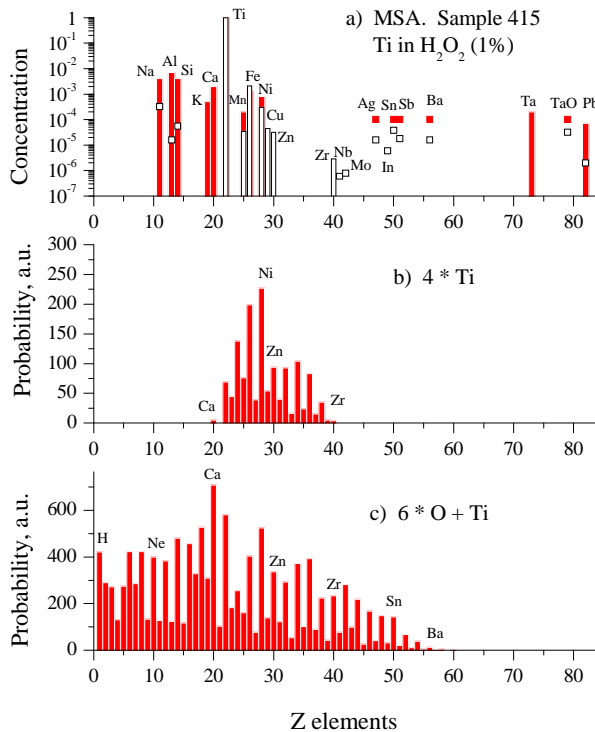 a) MSA. Sample 415
Ti in H₂O₂ (1%)
Concentration
1
10⁻¹
10⁻²
10⁻³
10⁻⁴
10⁻⁵
10⁻⁶
10⁻⁷
Na Al Si K Ca Ti Mn Fe Ni Cu Zn Zr Nb Mo Ag In Sn Sb Ba Ta TaO Pb
0 10 20 30 40 50 60 70 80
b) 4 * Ti
Probability, a.u.
300
250
200
150
100
50
0
Ca Ni Zn Zr
0 10 20 30 40 50 60 70 80
c) 6 * O + Ti
Probability, a.u.
600
400
200
0
H Ne Ca Zn Zr Sn Ba
0 10 20 30 40 50 60 70 80
Z elements